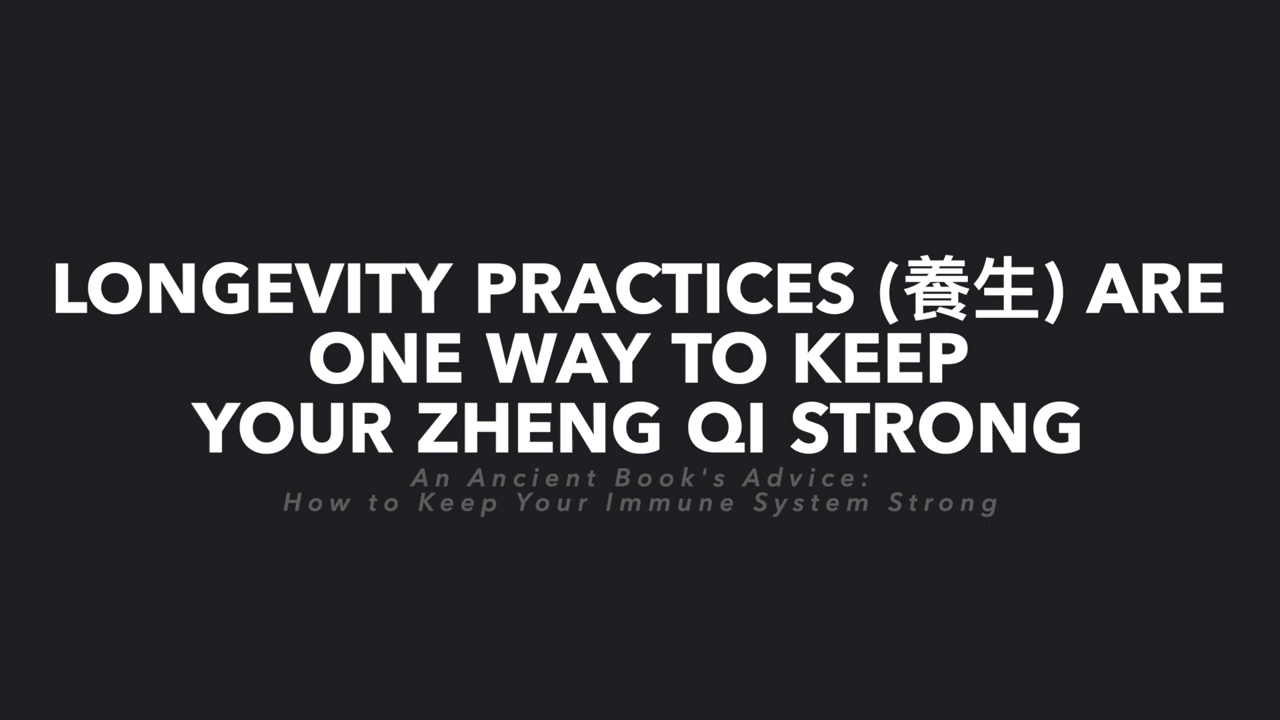 LONGEVITY PRACTICES (養生) ARE
ONE WAY TO KEEP
YOUR ZHENG QI STRONG
An Ancient Book's Advice:
How to Keep Your Immune System Strong